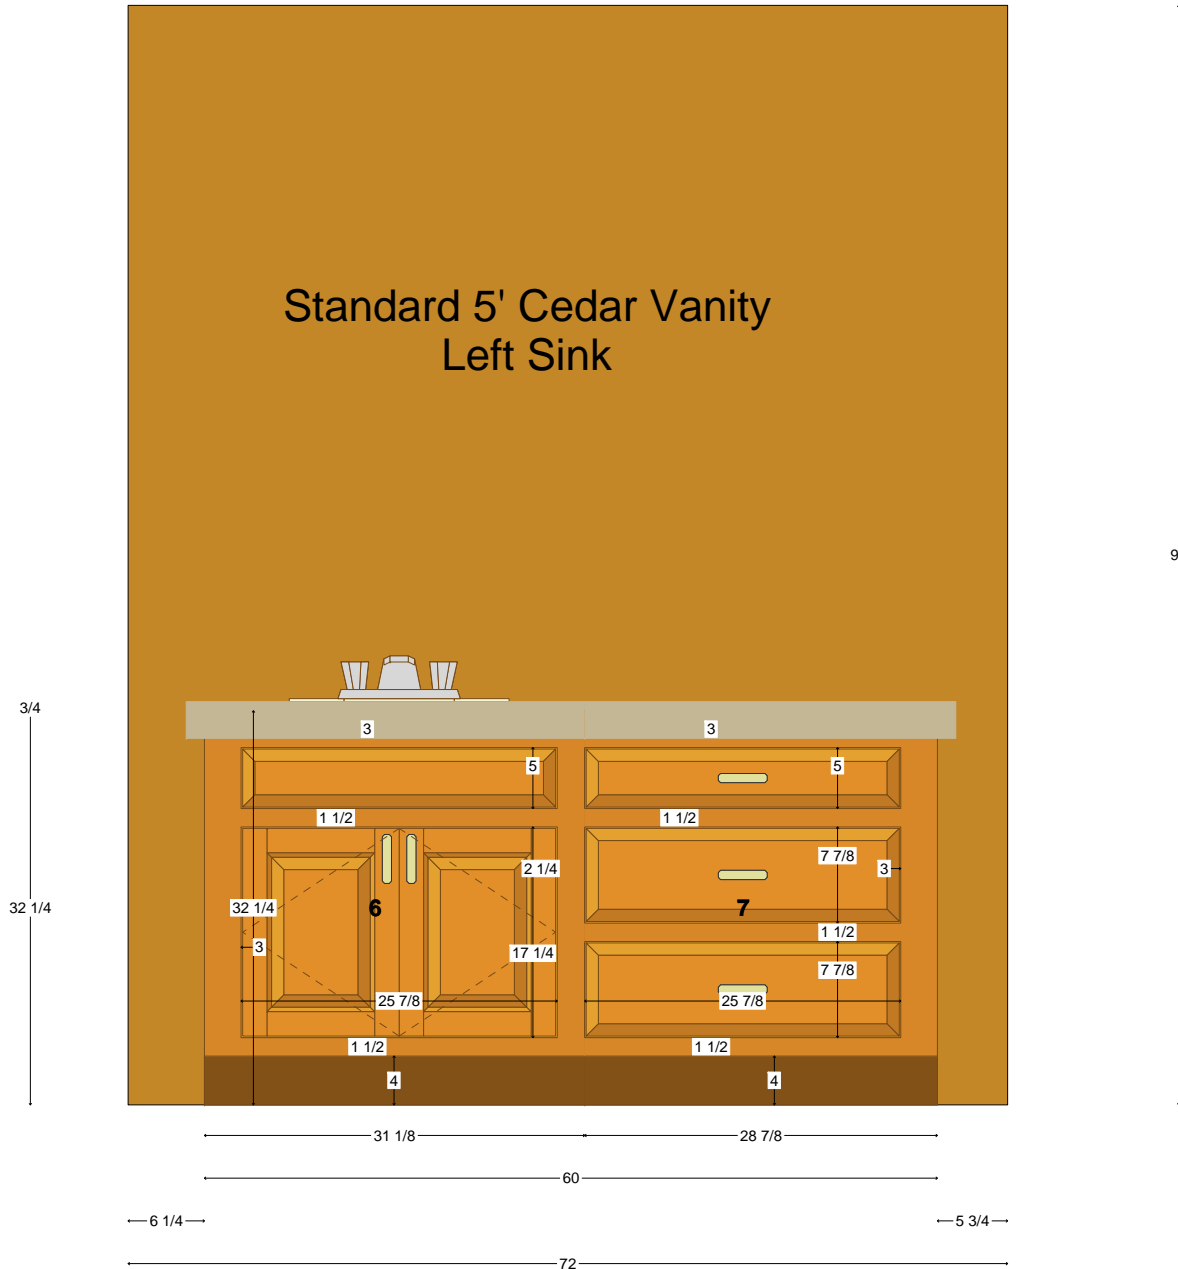 Standard 5' Cedar Vanity
Left Sink
3/4
3 3
5 5
1 1/2 1 1/2
7 7/8
2 1/4 3
32 1/4 32 1/4 6 7
1 1/2
3 17 1/4
7 7/8
25 7/8 25 7/8
1 1/2 1 1/2
4 4
31 1/8 28 7/8
60
6 1/4 5 3/4
72